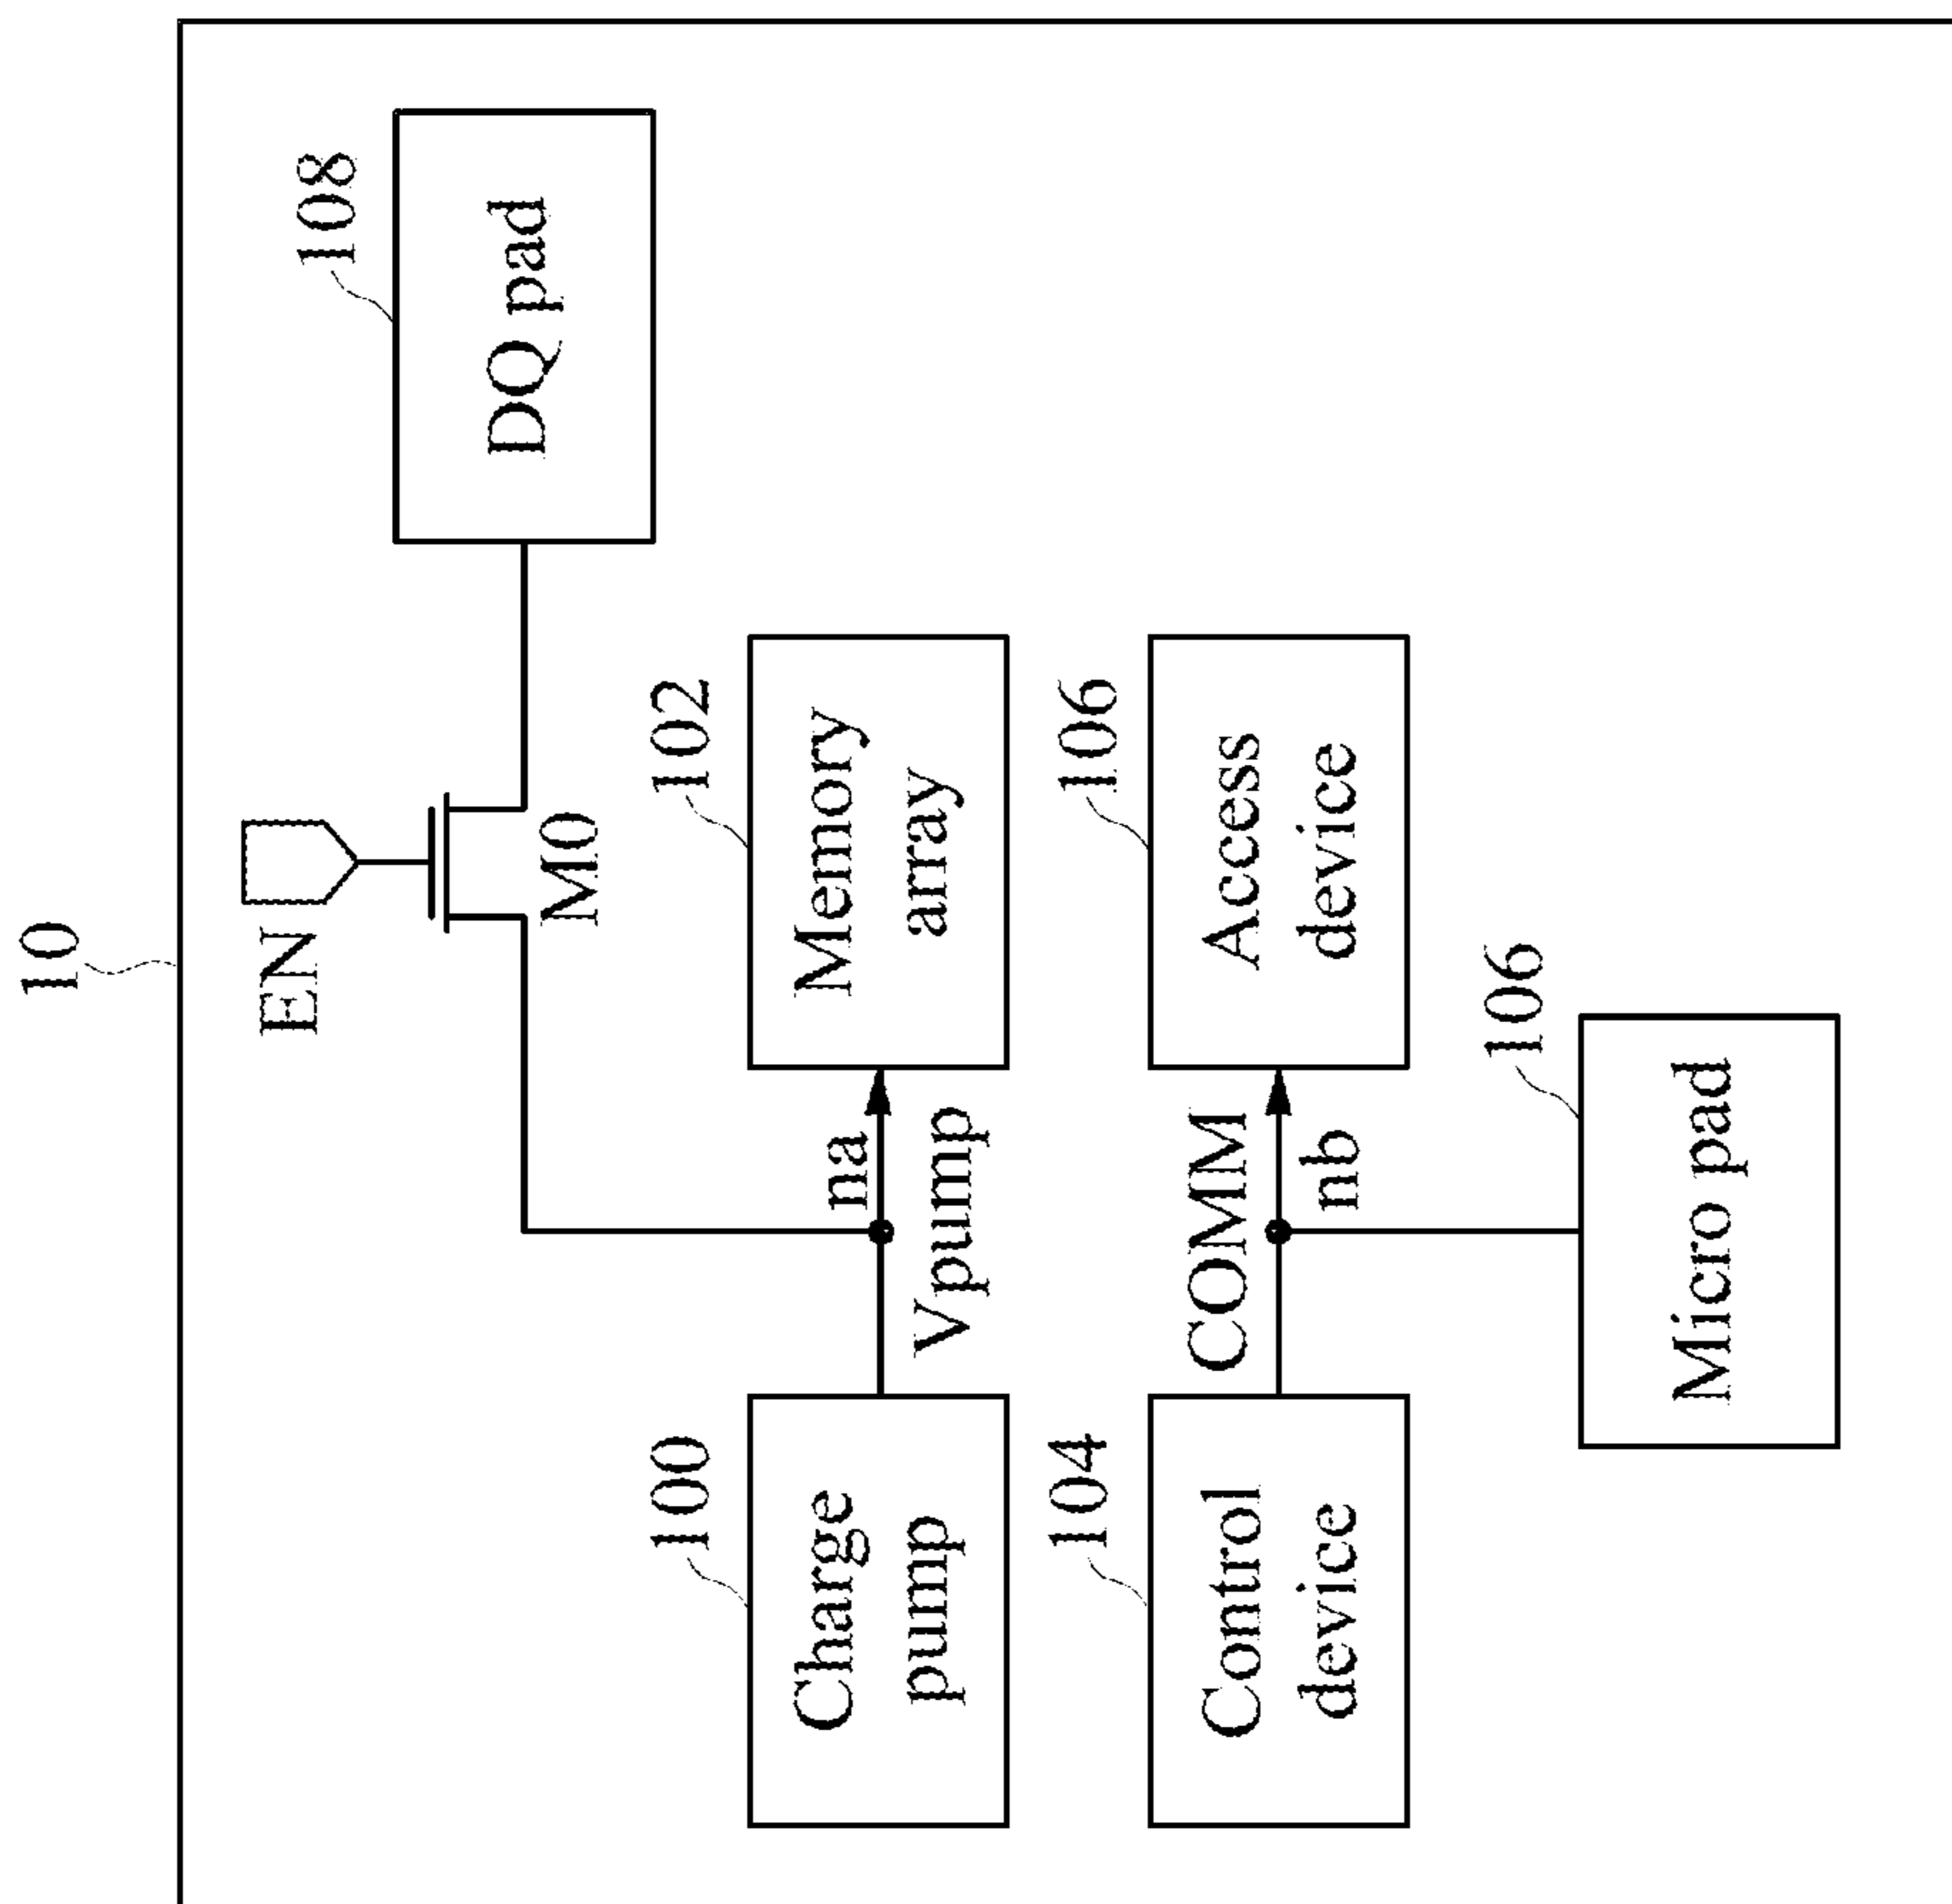 10
EN
M0
108
DQ pad
100
Change
pump
na
Vpump
102
Memory
array
104
Control
device
COMM
nb
106
Access
device
106
Micro pad